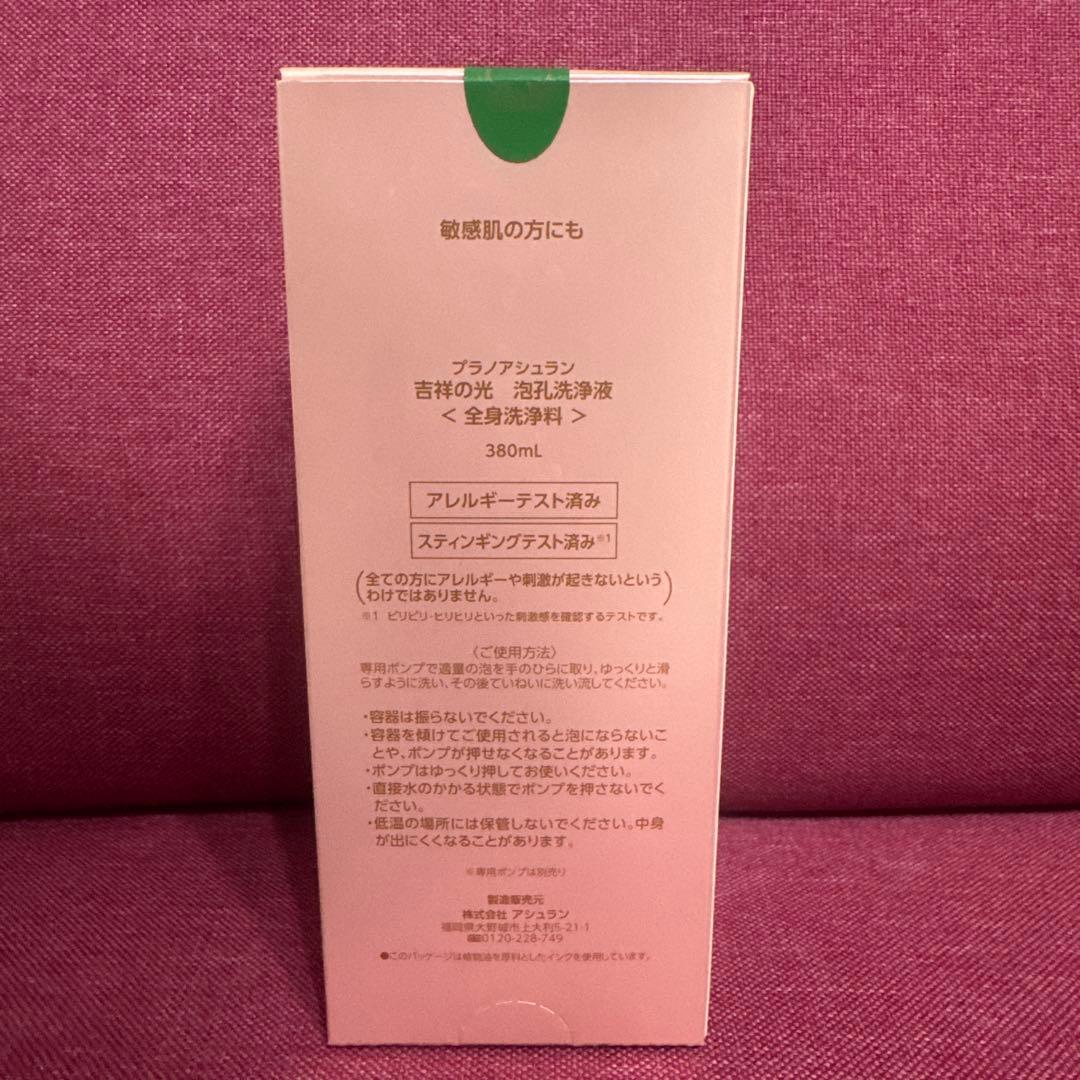 敏感肌の方にも
プラノアシュラン
吉祥の光　泡孔洗浄液
＜ 全身洗浄料 ＞
380mL
アレルギーテスト済み
スティンギングテスト済み※1
(全ての方にアレルギーや刺激が起きないという
わけではありません。)
※1 ピリピリ・ヒリヒリといった刺激感を確認するテストです。
〈ご使用方法〉
専用ポンプで適量の泡を手のひらに取り、ゆっくりと滑
らすように洗い、その後ていねいに洗い流してください。
・容器は振らないでください。
・容器を傾けてご使用されると泡にならないこ
とや、ポンプが押せなくなることがあります。
・ポンプはゆっくり押してお使いください。
・直接水のかかる状態でポンプを押さないでく
ださい。
・低温の場所には保管しないでください。中身
が出にくくなることがあります。
※専用ポンプは別売り
製造販売元
株式会社 アシュラン
福岡県大野城市上大利5-21-1
0120-228-749
●このパッケージは植物油を原料としたインクを使用しています。